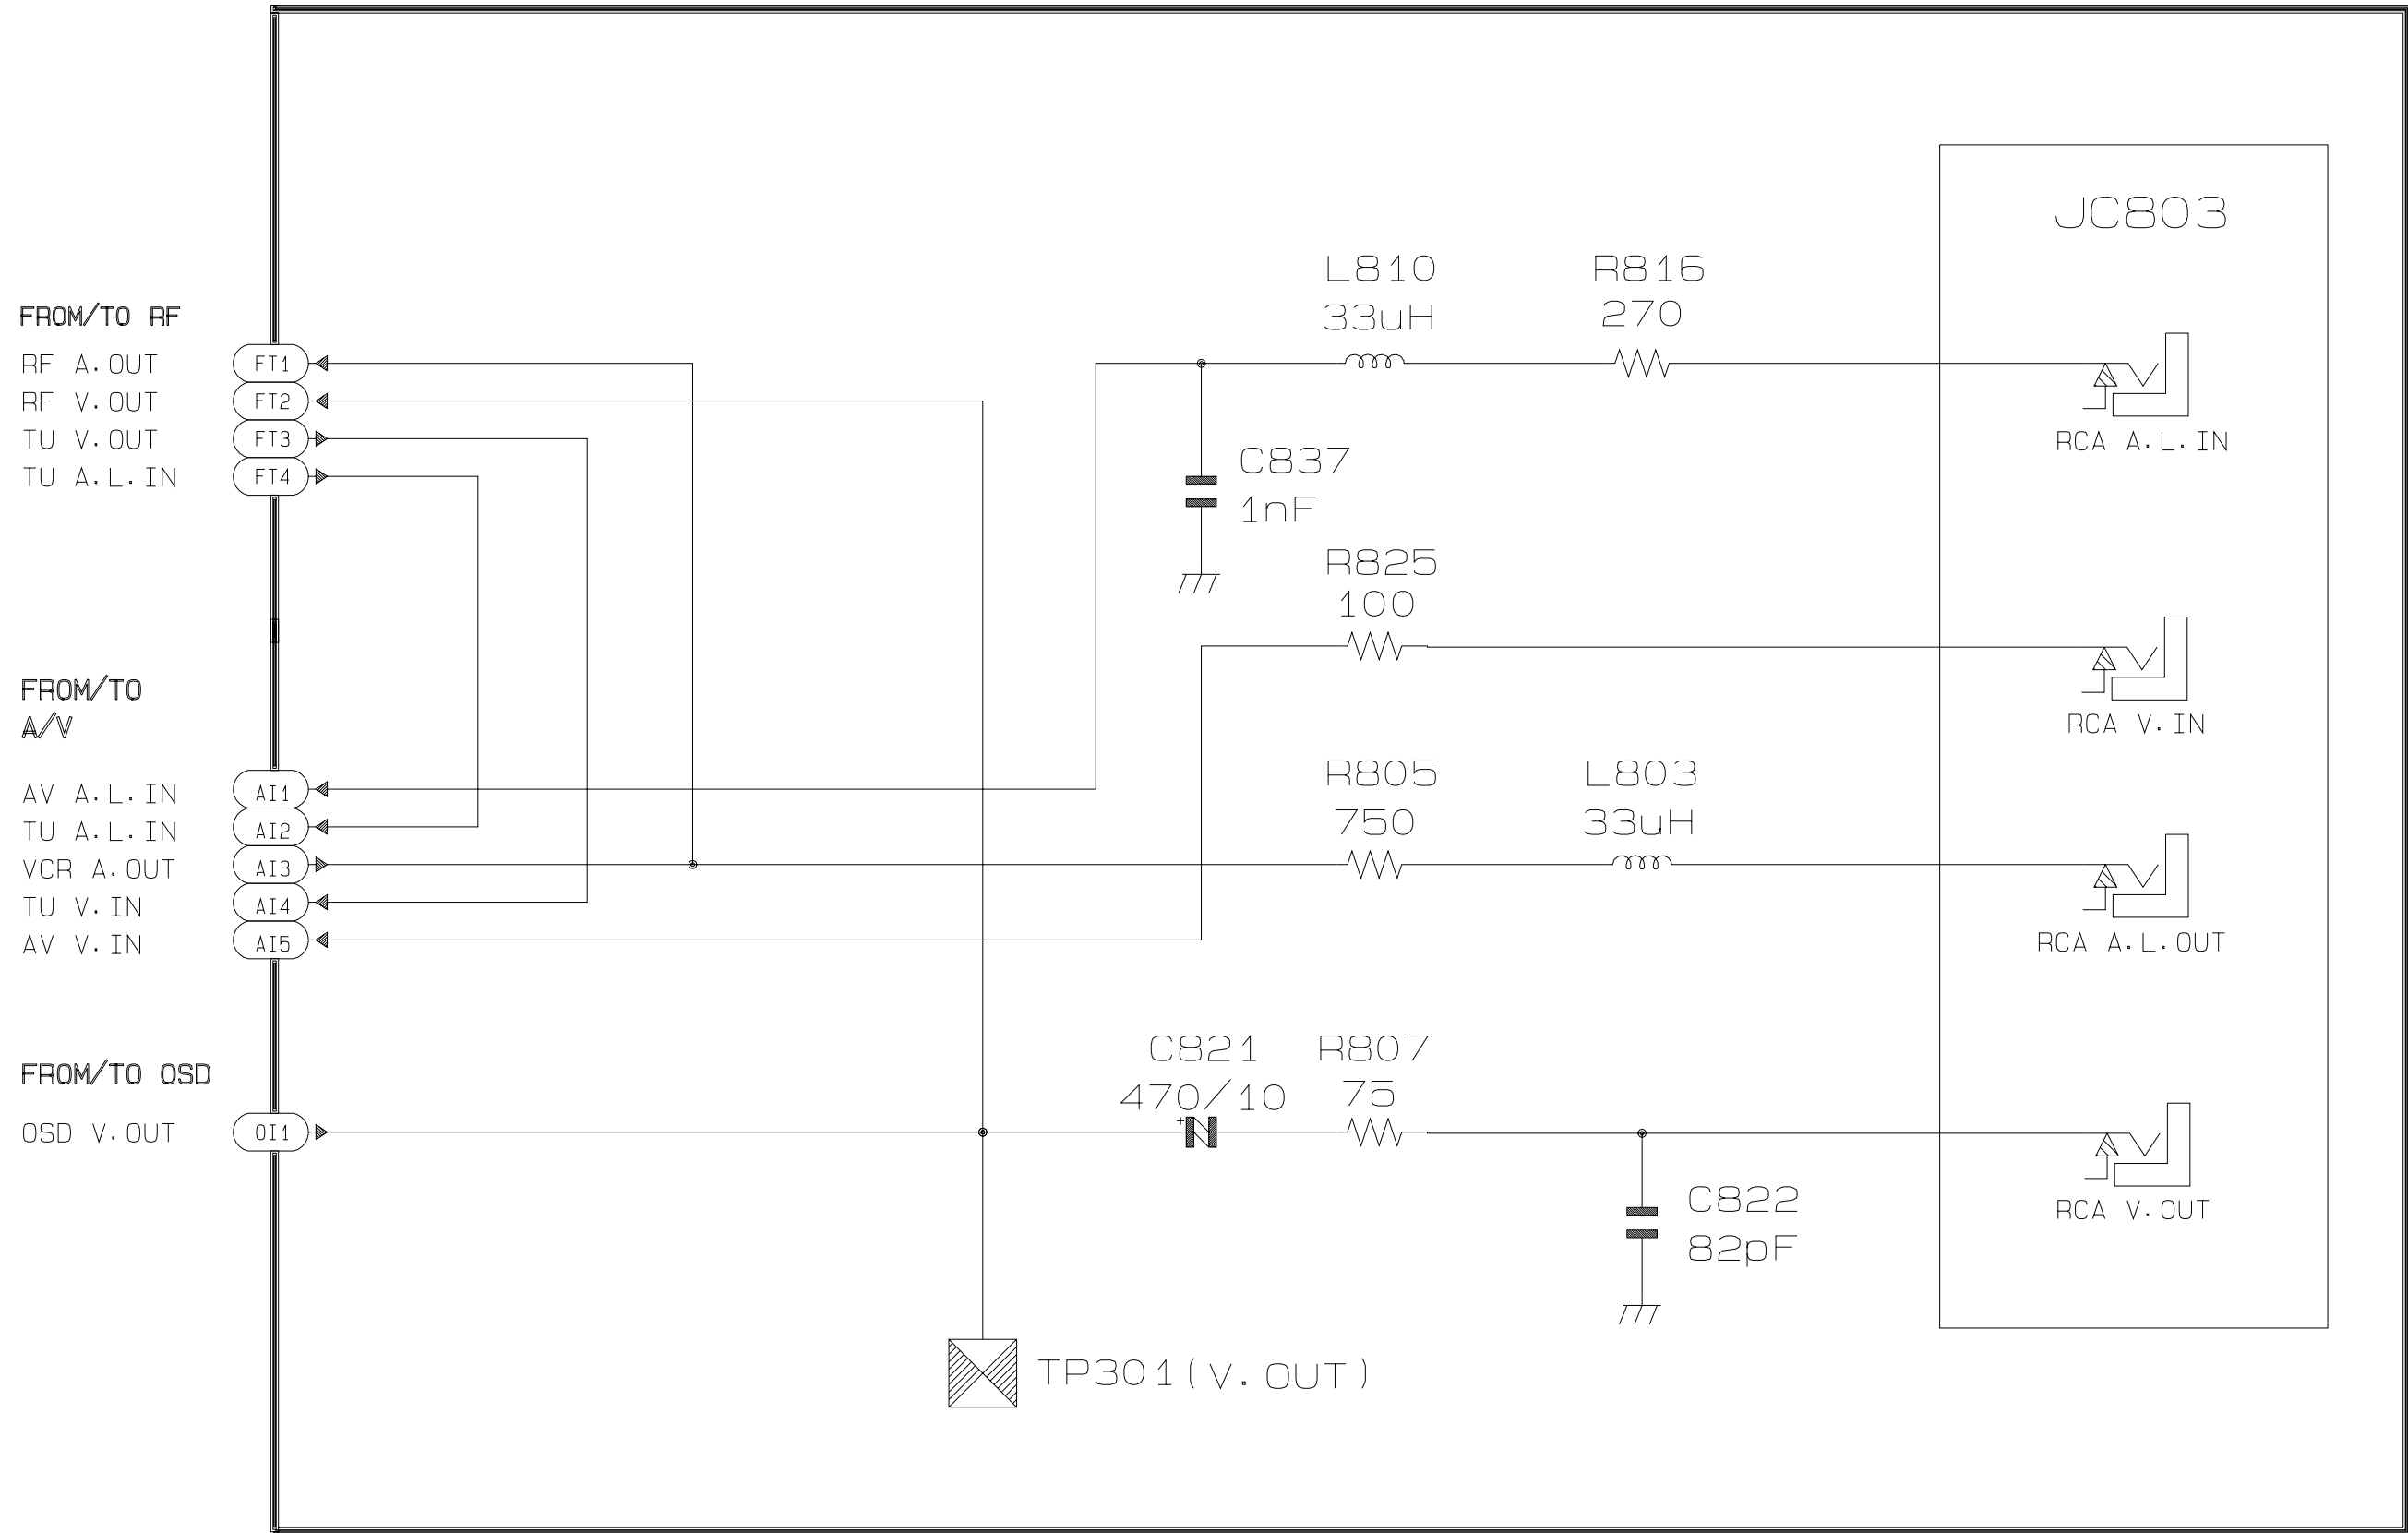 JC803
L810
33uH
R816
270
FROM/TO RF
RF A.OUT FT1
RF V.OUT FT2
TU V.OUT FT3
TU A.L.IN FT4
RCA A.L.IN
C837
1nF
R825
100
FROM/TO
A/V
RCA V.IN
R805
750
L803
33uH
AV A.L.IN AI1
TU A.L.IN AI2
VCR A.OUT AI3
TU V.IN AI4
AV V.IN AI5
RCA A.L.OUT
C821
470/10
+
R807
75
FROM/TO OSD
OSD V.OUT OI1
C822
82pF
RCA V.OUT
TP301(V.OUT)